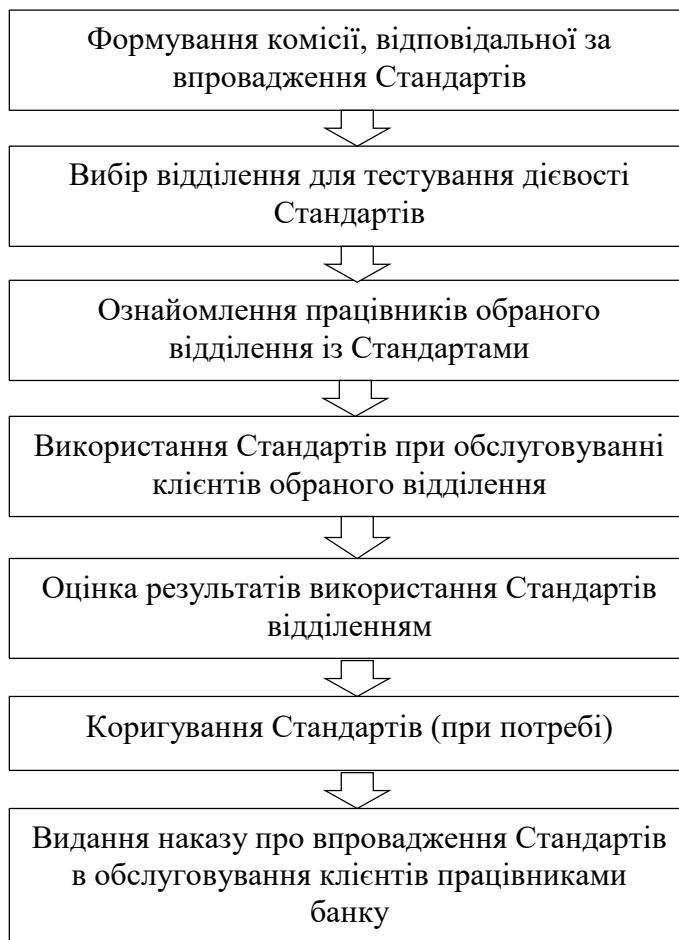 Формування комісії, відповідальної за
впровадження Стандартів
Вибір відділення для тестування дієвості
Стандартів
Ознайомлення працівників обраного
відділення із Стандартами
Використання Стандартів при обслуговуванні
клієнтів обраного відділення
Оцінка результатів використання Стандартів
відділенням
Коригування Стандартів (при потребі)
Видання наказу про впровадження Стандартів
в обслуговування клієнтів працівниками
банку